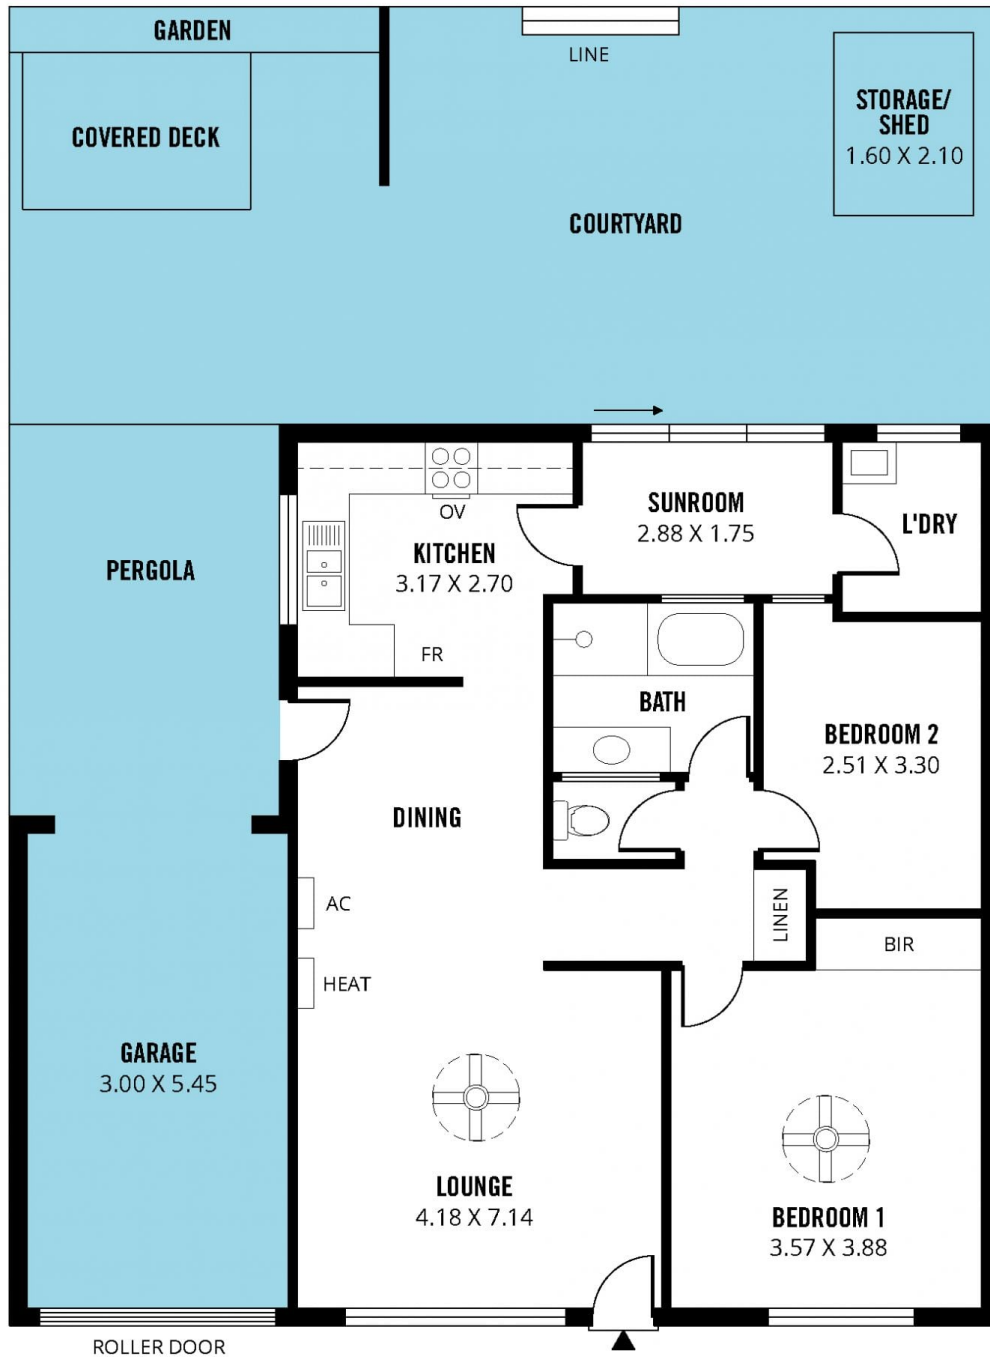 GARDEN
LINE
COVERED DECK
STORAGE/
SHED
1.60 X 2.10
COURTYARD
SUNROOM
2.88 X 1.75
L'DRY
OV
KITCHEN
3.17 X 2.70
PERGOLA
FR
BATH
BEDROOM 2
2.51 X 3.30
DINING
AC
LINEN
BIR
HEAT
GARAGE
3.00 X 5.45
LOUNGE
4.18 X 7.14
BEDROOM 1
3.57 X 3.88
ROLLER DOOR